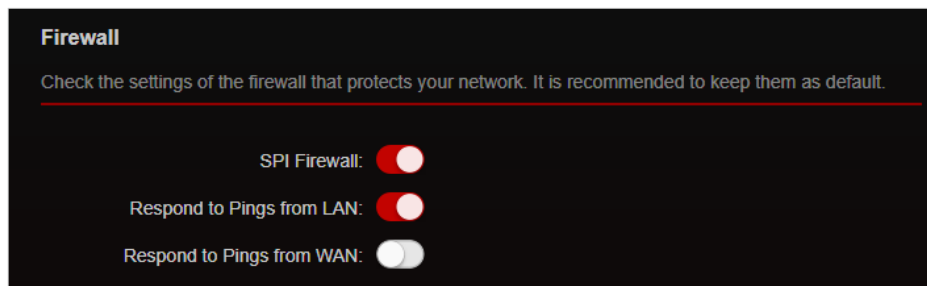 Firewall
Check the settings of the firewall that protects your network. It is recommended to keep them as default.
SPI Firewall:
Respond to Pings from LAN:
Respond to Pings from WAN: